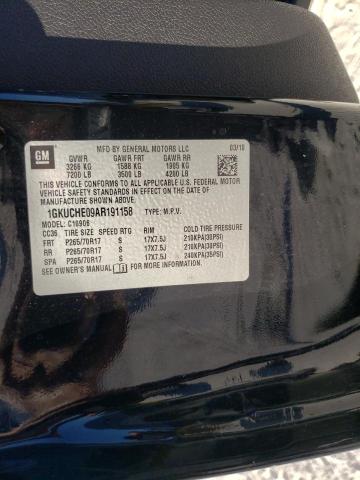 MFD BY GENERAL MOTORS LLC 03/10
GM GVWR GAWR FRT GAWR RR
3266 KG 1588 KG 1905 KG
7200 LB 3500 LB 4200 LB
THIS VEHICLE CONFORMS TO ALL APPLICABLE U.S. FEDERAL MOTOR
VEHICLE SAFETY AND THEFT PREVENTION STANDARDS IN EFFECT ON THE DATE OF
MANUFACTURE SHOWN ABOVE.
1GKUCHE09AR191158 TYPE: M.P.V.
MODEL: C10906
CC36 TIRE SIZE SPEED RTG RIM COLD TIRE PRESSURE
FRT P265/70R17 S 17X7.5J 210KPA(30PSI)
RR P265/70R17 S 17X7.5J 210KPA(30PSI)
SPA P265/70R17 S 17X7.5J 240KPA(35PSI)
SEE OWNER'S MANUAL FOR MORE INFORMATION.